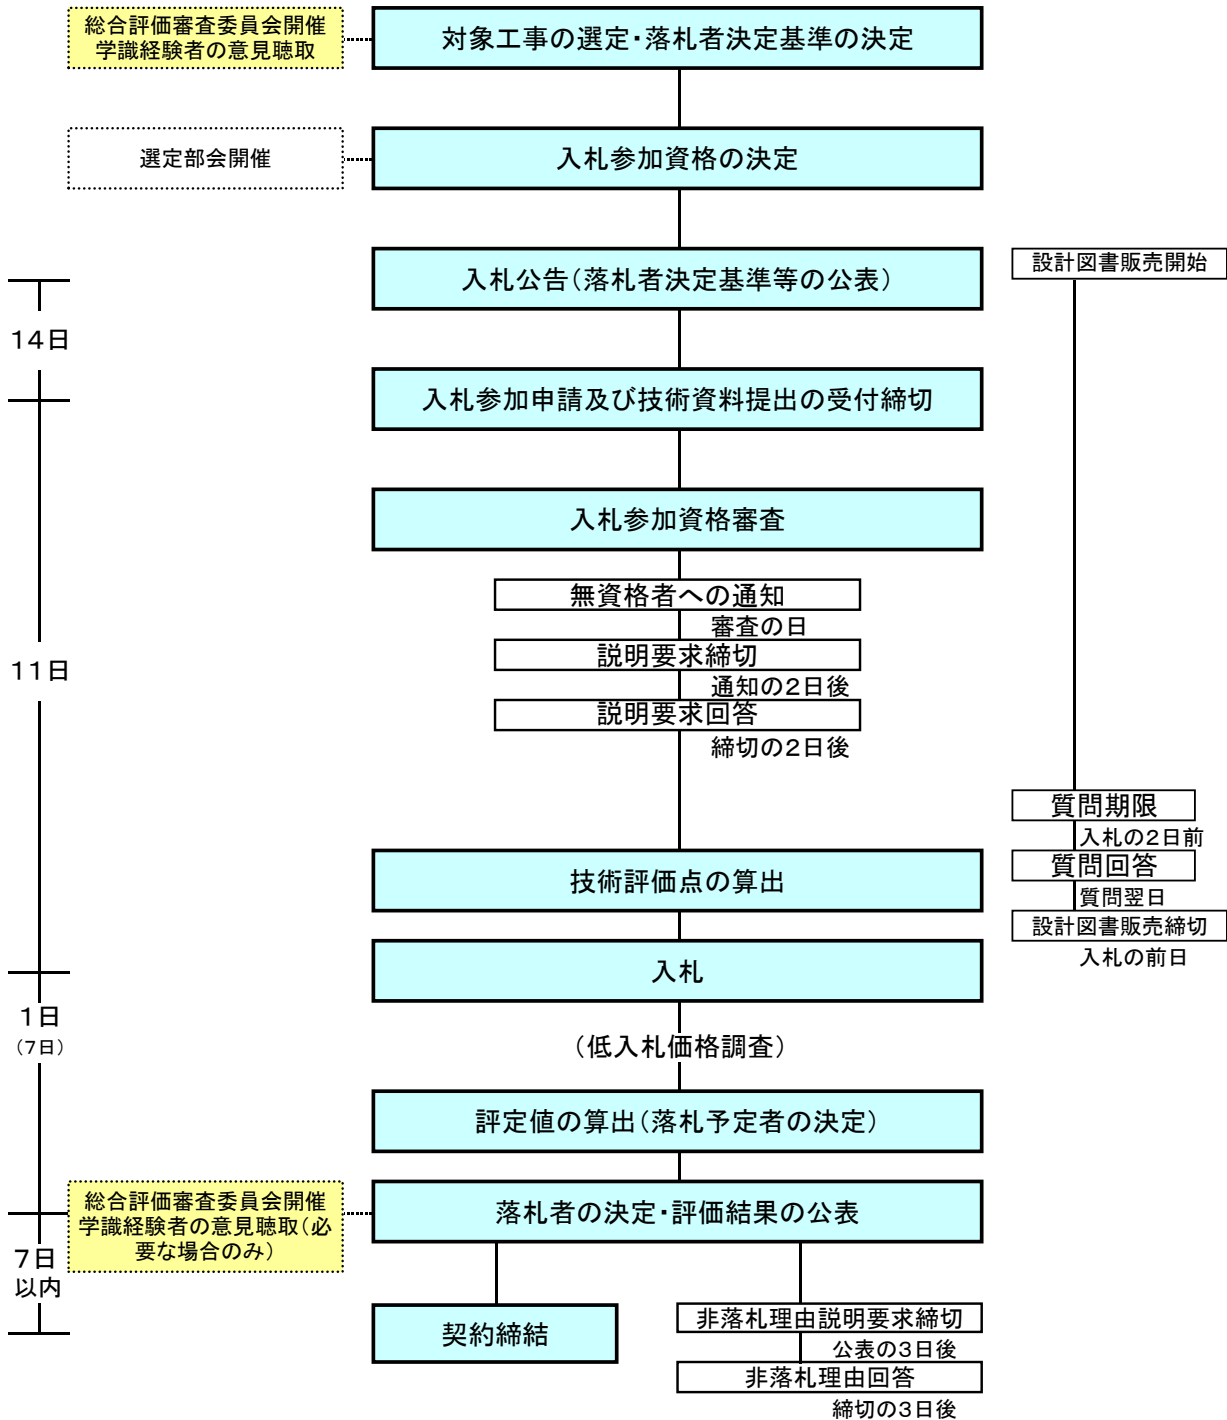 総合評価審査委員会開催
学識経験者の意見聴取
対象工事の選定・落札者決定基準の決定
選定部会開催
入札参加資格の決定
入札公告（落札者決定基準等の公表）
設計図書販売開始
14日
入札参加申請及び技術資料提出の受付締切
入札参加資格審査
無資格者への通知
審査の日
説明要求締切
通知の2日後
説明要求回答
締切の2日後
11日
質問期限
入札の2日前
質問回答
質問翌日
設計図書販売締切
入札の前日
技術評価点の算出
入札
1日
（7日）
（低入札価格調査）
評定値の算出（落札予定者の決定）
総合評価審査委員会開催
学識経験者の意見聴取（必
要な場合のみ）
落札者の決定・評価結果の公表
7日
以内
契約締結
非落札理由説明要求締切
公表の3日後
非落札理由回答
締切の3日後